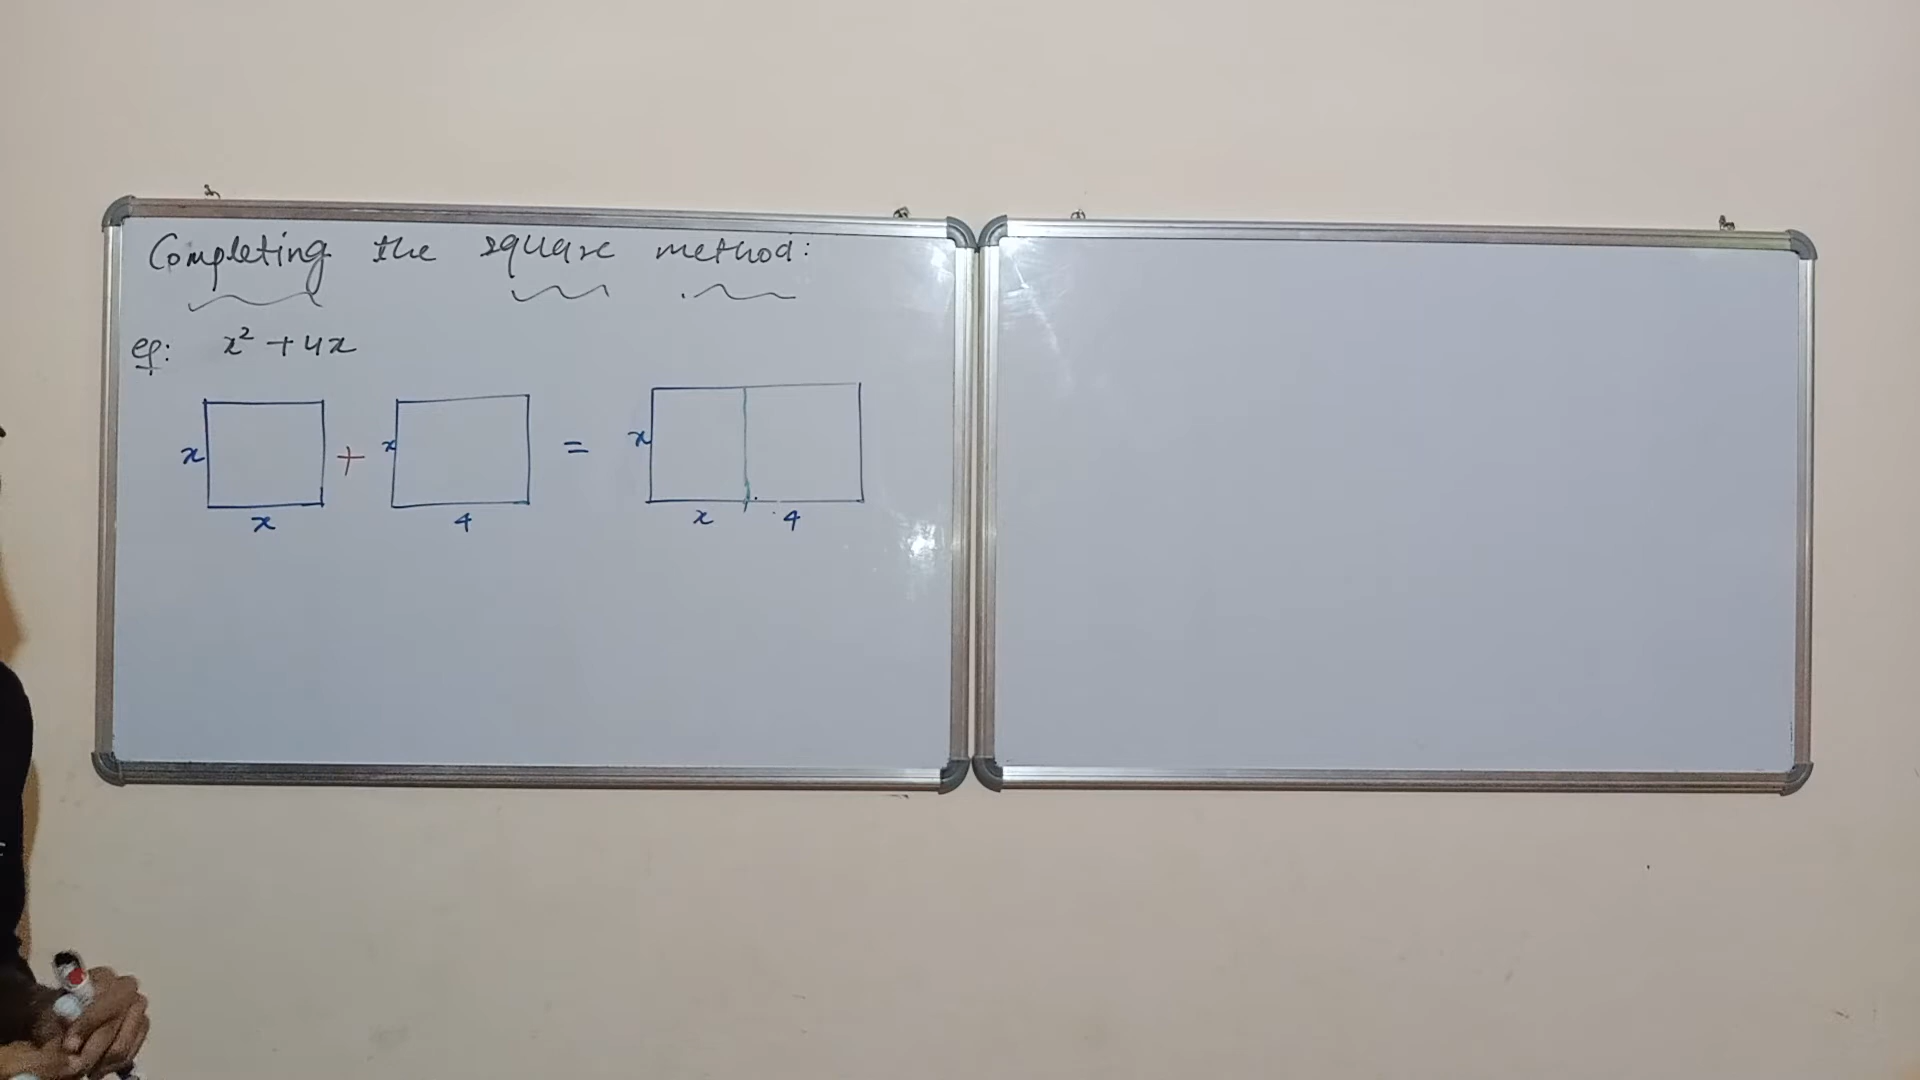 Completing the square method:
eg: x² + 4x
x + x = x
x 4 x 4